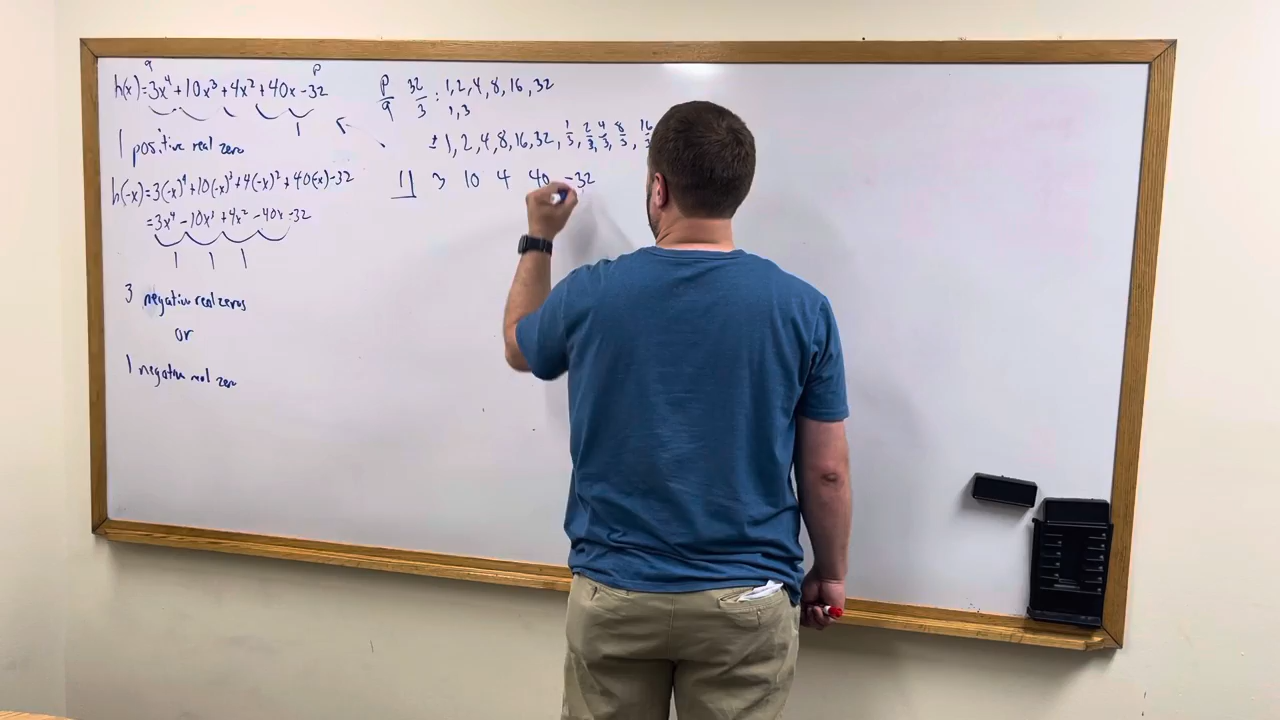 q p
h(x)=3x⁴+10x³+4x²+40x-32
1
1 positive real zero
h(-x)=3(-x)⁴+10(-x)³+4(-x)²+40(-x)-32
=3x⁴-10x³+4x²-40x-32
1 1 1
3 negative real zeros
or
1 negative real zero
p/q 32/3 : 1,2,4,8,16,32
1,3
± 1,2,4,8,16,32, 1/3, 2/3, 4/3, 8/3, 16/3
1 3 10 4 40 -32